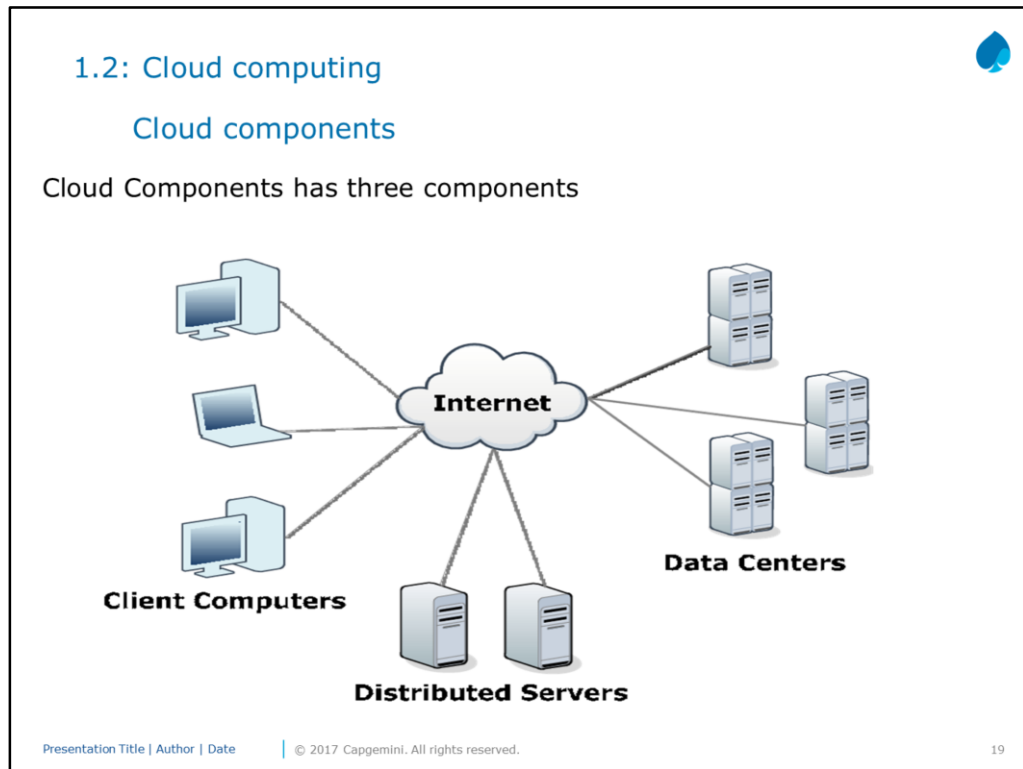 1.2: Cloud computing
Cloud components
Cloud Components has three components
Internet
Data Centers
Client Computers
Distributed Servers
Presentation Title | Author | Date
© 2017 Capgemini. All rights reserved.
19